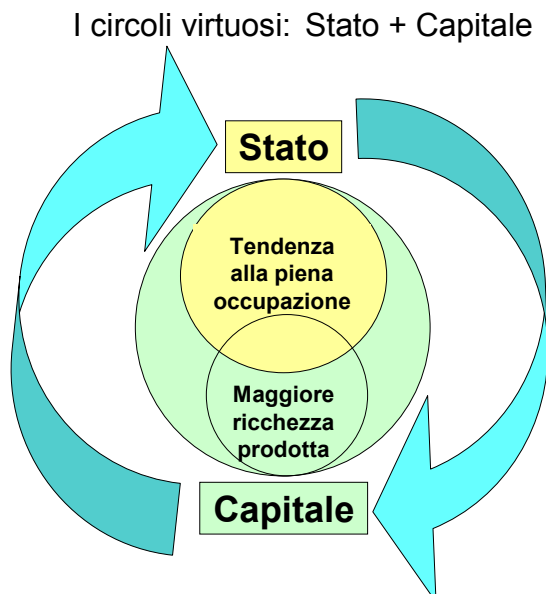 I circoli virtuosi: Stato + Capitale
Stato
Tendenza
alla piena
occupazione
Maggiore
ricchezza
prodotta
Capitale